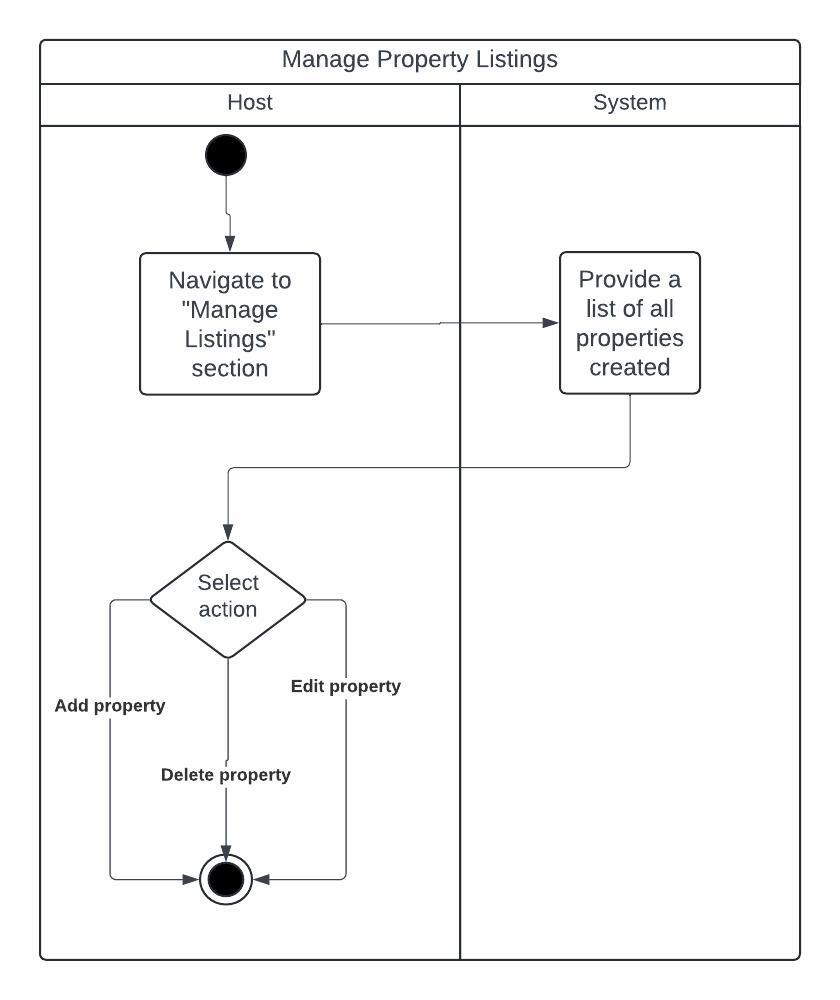 Manage Property Listings
Host
System
Navigate to
"Manage
Listings"
section
Provide a
list of all
properties
created
Select
action
Edit property
Add property
Delete property